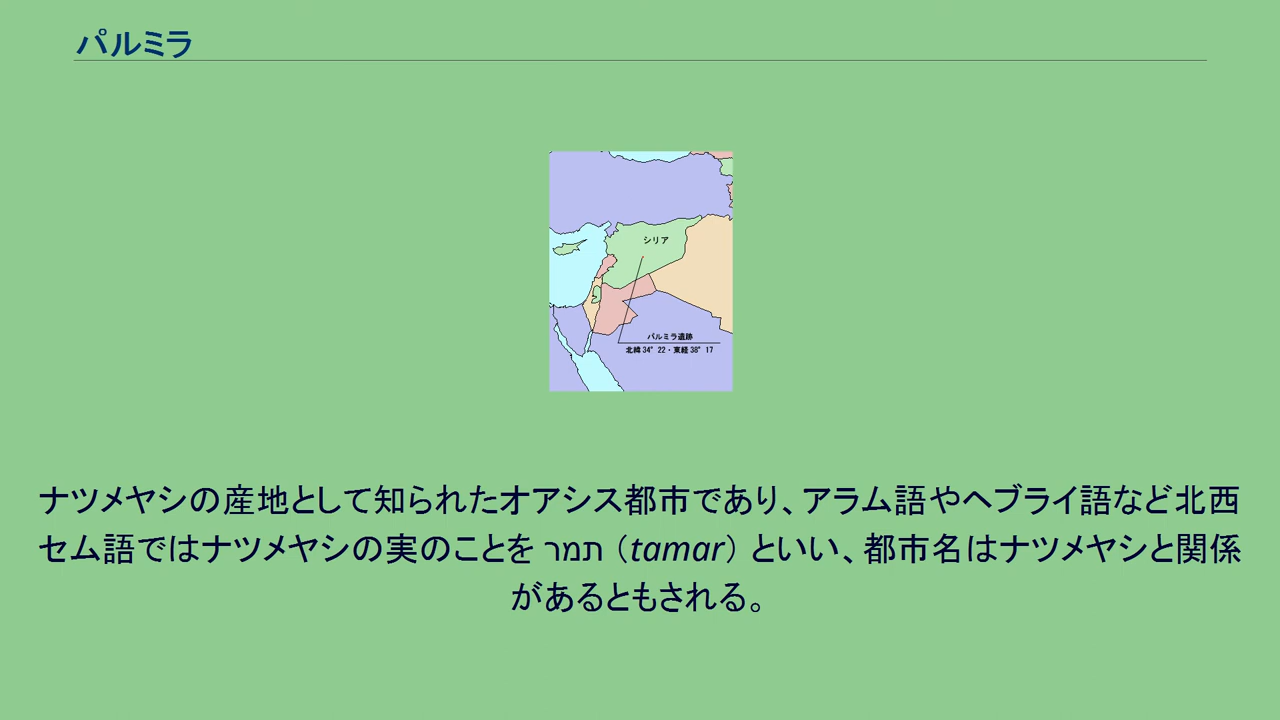 パルミラ
シリア
パルミラ遺跡
北緯34°22・東経38°17
ナツメヤシの産地として知られたオアシス都市であり、アラム語やヘブライ語など北西
セム語ではナツメヤシの実のことを תמר（tamar）といい、都市名はナツメヤシと関係
があるともされる。